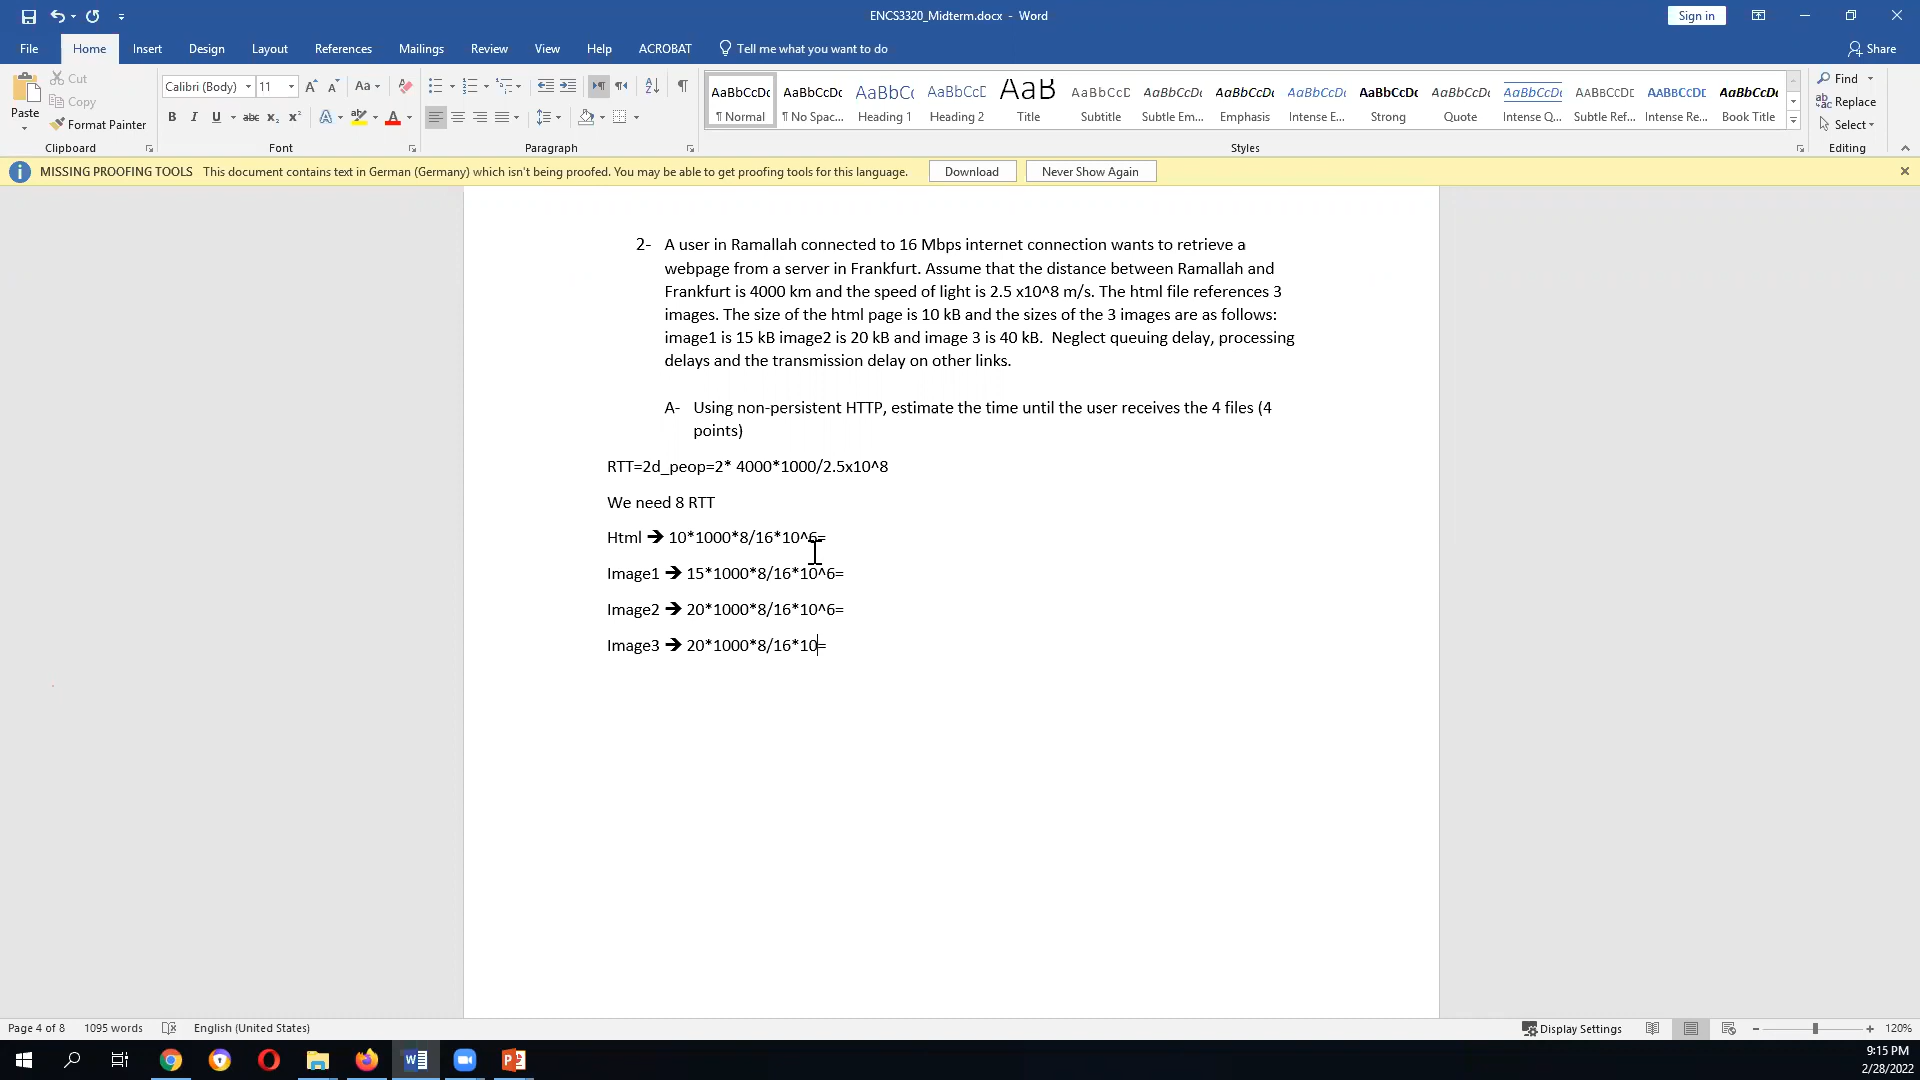 ENCS3320_Midterm.docx - Word
Sign in
File Home Insert Design Layout References Mailings Review View Help ACROBAT Tell me what you want to do Share
Paste
Cut
Copy
Format Painter
Clipboard
Calibri (Body) 11
Font
Paragraph
AaBbCcDc AaBbCcDc AaBbCc AaBbCcD AaB AaBbCcD AaBbCcDc AaBbCcDc AaBbCcDc AaBbCcDc AaBbCcDc AaBbCcDc AABBCCDE AABBCCDE AaBbCcDc
¶ Normal ¶ No Spac... Heading 1 Heading 2 Title Subtitle Subtle Em... Emphasis Intense E... Strong Quote Intense Q... Subtle Ref... Intense Re... Book Title
Styles
Find
Replace
Select
Editing
MISSING PROOFING TOOLS This document contains text in German (Germany) which isn't being proofed. You may be able to get proofing tools for this language. Download Never Show Again
2- A user in Ramallah connected to 16 Mbps internet connection wants to retrieve a
webpage from a server in Frankfurt. Assume that the distance between Ramallah and
Frankfurt is 4000 km and the speed of light is 2.5 x10^8 m/s. The html file references 3
images. The size of the html page is 10 kB and the sizes of the 3 images are as follows:
image1 is 15 kB image2 is 20 kB and image 3 is 40 kB. Neglect queuing delay, processing
delays and the transmission delay on other links.
A- Using non-persistent HTTP, estimate the time until the user receives the 4 files (4
points)
RTT=2d_peop=2* 4000*1000/2.5x10^8
We need 8 RTT
Html ➔ 10*1000*8/16*10^6=
Image1 ➔ 15*1000*8/16*10^6=
Image2 ➔ 20*1000*8/16*10^6=
Image3 ➔ 20*1000*8/16*10=
Page 4 of 8 1095 words English (United States) Display Settings 120%
9:15 PM
2/28/2022